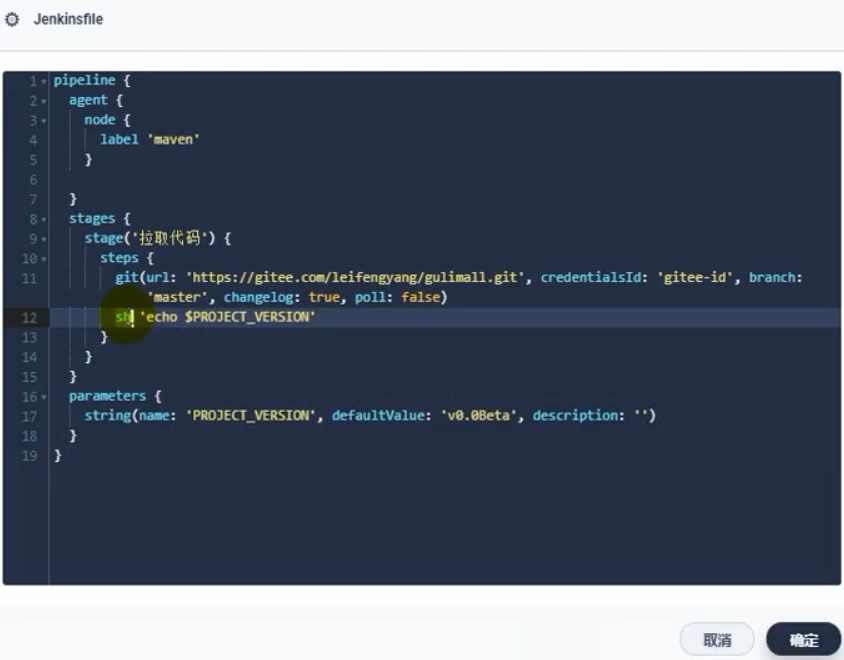 Jenkinsfile
1 pipeline {
2 agent {
3 node {
4 label 'maven'
5 }
6
7 }
8 stages {
9 stage('拉取代码') {
10 steps {
11 git(url: 'https://gitee.com/leifengyang/gulimall.git', credentialsId: 'gitee-id', branch:
'master', changelog: true, poll: false)
12 sh 'echo $PROJECT_VERSION'
13 }
14 }
15 }
16 parameters {
17 string(name: 'PROJECT_VERSION', defaultValue: 'v0.0Beta', description: '')
18 }
19 }
取消 确定